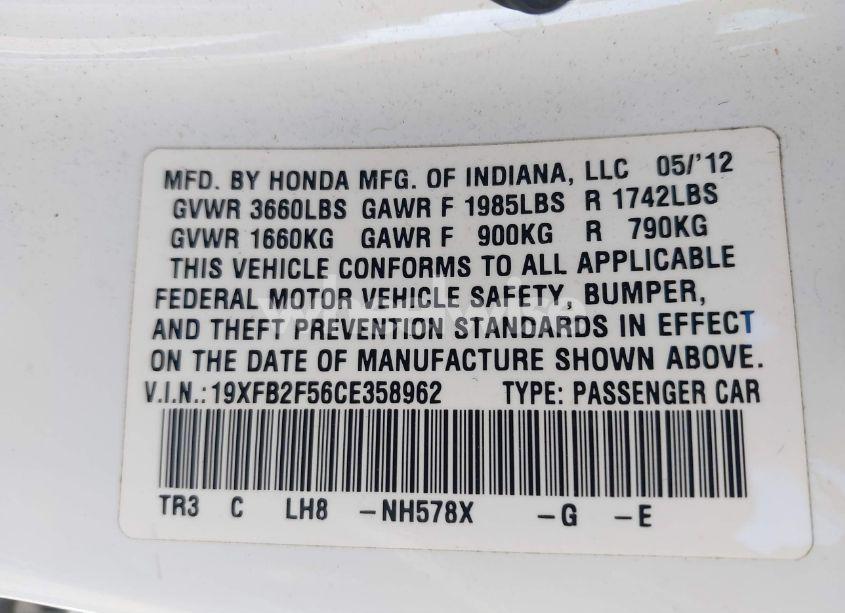 MFD. BY HONDA MFG. OF INDIANA, LLC 05/'12
GVWR 3660LBS GAWR F 1985LBS R 1742LBS
GVWR 1660KG GAWR F 900KG R 790KG
THIS VEHICLE CONFORMS TO ALL APPLICABLE
FEDERAL MOTOR VEHICLE SAFETY, BUMPER,
AND THEFT PREVENTION STANDARDS IN EFFECT
ON THE DATE OF MANUFACTURE SHOWN ABOVE.
V.I.N.: 19XFB2F56CE358962 TYPE: PASSENGER CAR
TR3 C LH8 -NH578X -G -E